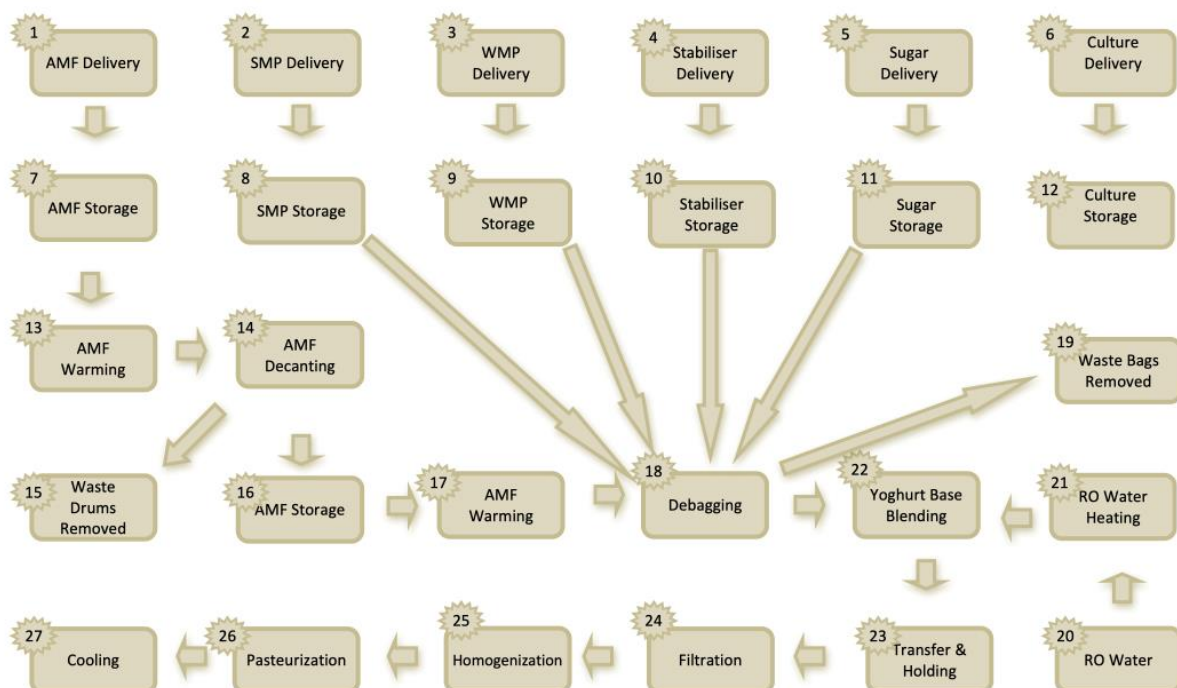 1
AMF Delivery
2
SMP Delivery
3
WMP
Delivery
4
Stabiliser
Delivery
5
Sugar
Delivery
6
Culture
Delivery
7
AMF Storage
8
SMP Storage
9
WMP
Storage
10
Stabiliser
Storage
11
Sugar
Storage
12
Culture
Storage
13
AMF
Warming
14
AMF
Decanting
19
Waste Bags
Removed
15
Waste
Drums
Removed
16
AMF Storage
17
AMF
Warming
18
Debagging
22
Yoghurt Base
Blending
21
RO Water
Heating
27
Cooling
26
Pasteurization
25
Homogenization
24
Filtration
23
Transfer &
Holding
20
RO Water